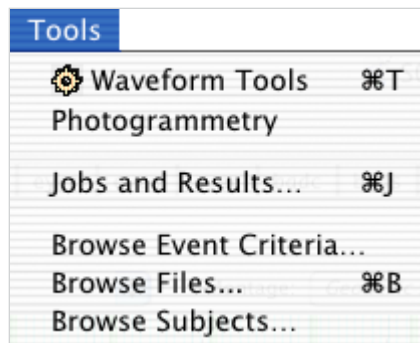 Tools
Waveform Tools ⌘T
Photogrammetry
Jobs and Results... ⌘J
Browse Event Criteria...
Browse Files... ⌘B
Browse Subjects...